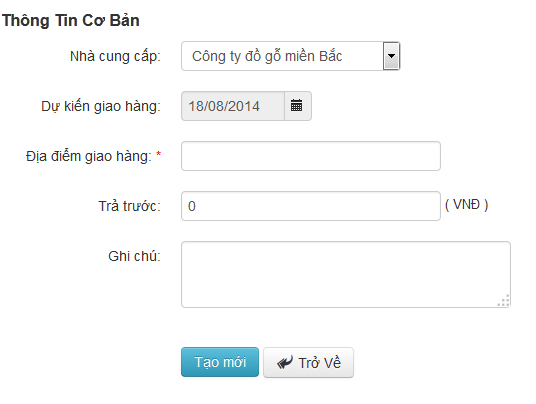 Thông Tin Cơ Bản
Nhà cung cấp: Công ty đồ gỗ miền Bắc
Dự kiến giao hàng: 18/08/2014
Địa điểm giao hàng: *
Trả trước: 0 ( VNĐ )
Ghi chú:
Tạo mới Trở Về